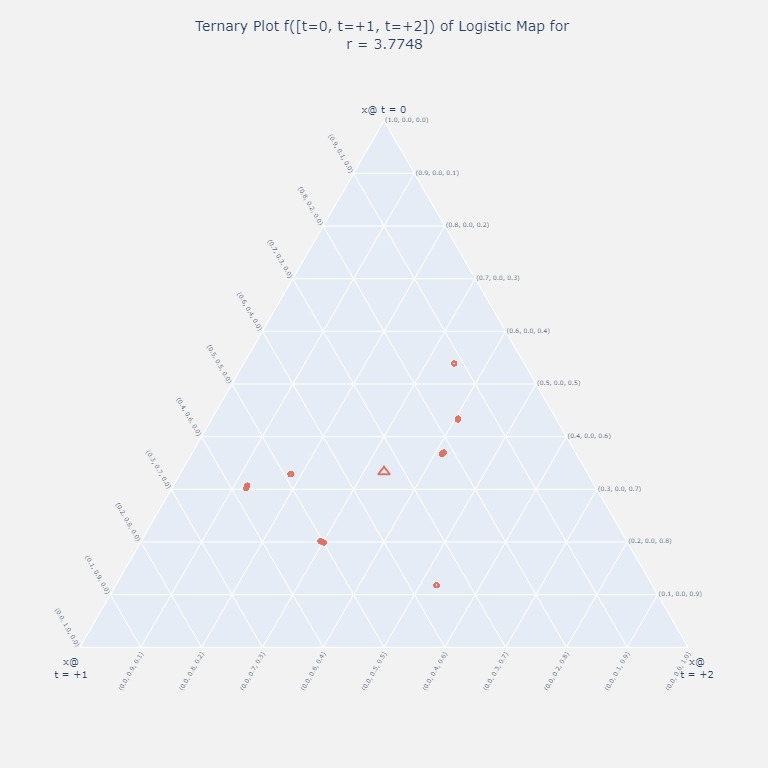 Ternary Plot f([t=0, t=+1, t=+2]) of Logistic Map for
r = 3.7748
x@ t = 0
(1.0, 0.0, 0.0)
(0.9, 0.1, 0.0)
(0.9, 0.0, 0.1)
(0.8, 0.2, 0.0)
(0.8, 0.0, 0.2)
(0.7, 0.3, 0.0)
(0.7, 0.0, 0.3)
(0.6, 0.4, 0.0)
(0.6, 0.0, 0.4)
(0.5, 0.5, 0.0)
(0.5, 0.0, 0.5)
(0.4, 0.6, 0.0)
(0.4, 0.0, 0.6)
(0.3, 0.7, 0.0)
(0.3, 0.0, 0.7)
(0.2, 0.8, 0.0)
(0.2, 0.0, 0.8)
(0.1, 0.9, 0.0)
(0.1, 0.0, 0.9)
(0.0, 1.0, 0.0)
x@
t = +1
(0.0, 0.9, 0.1)
(0.0, 0.8, 0.2)
(0.0, 0.7, 0.3)
(0.0, 0.6, 0.4)
(0.0, 0.5, 0.5)
(0.0, 0.4, 0.6)
(0.0, 0.3, 0.7)
(0.0, 0.2, 0.8)
(0.0, 0.1, 0.9)
(0.0, 0.0, 1.0)
x@
t = +2